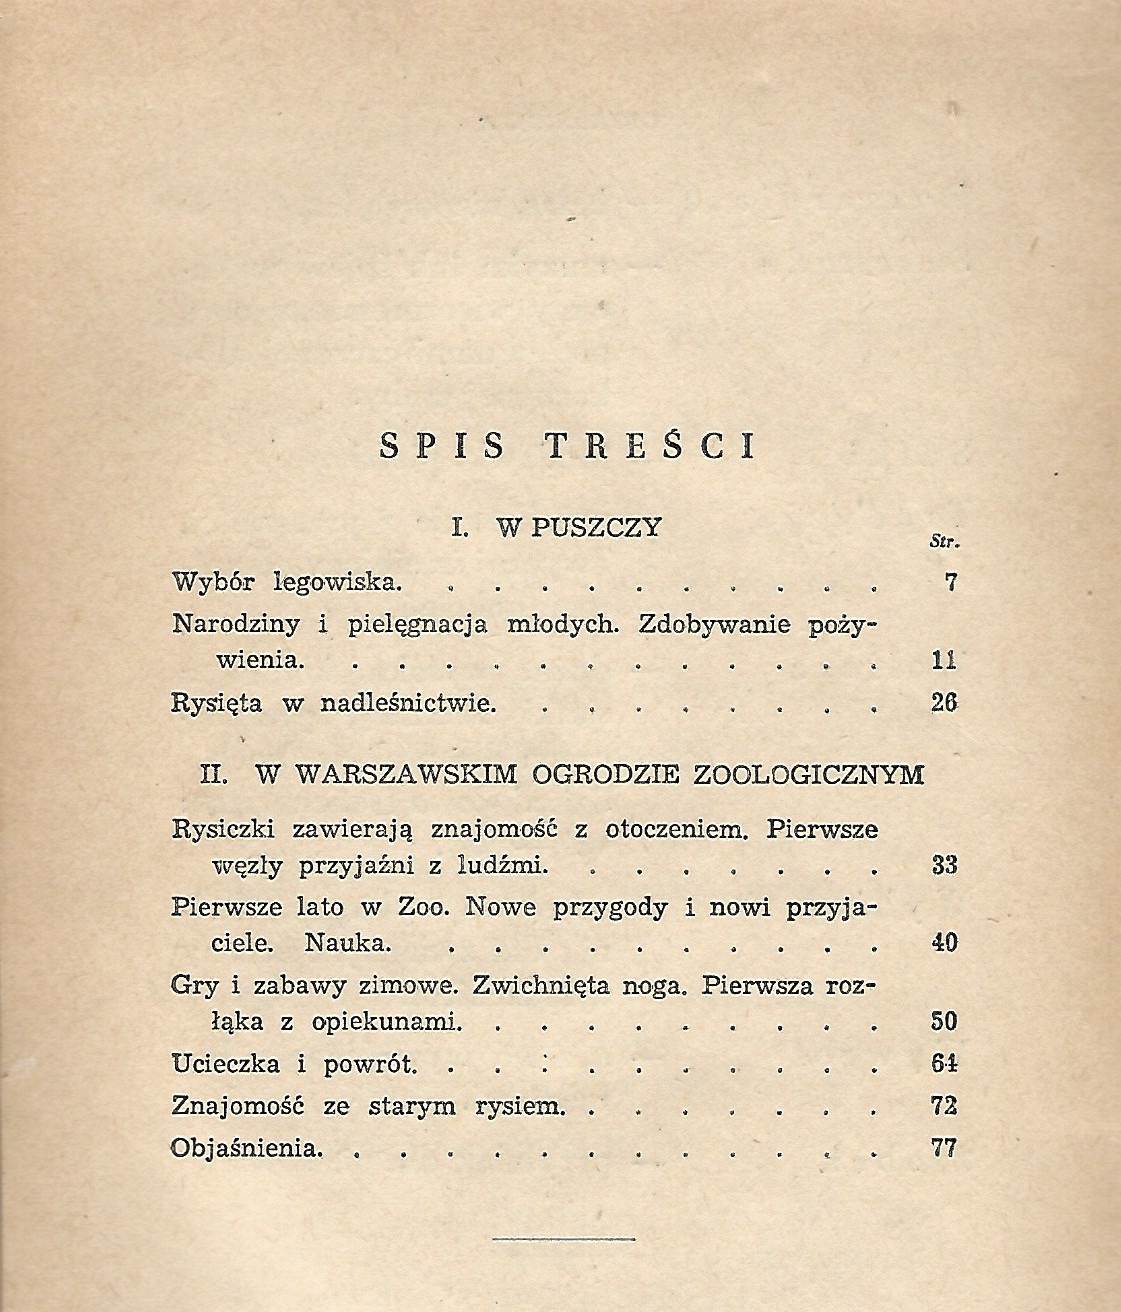 SPIS TREŚCI
I. W PUSZCZY
Str.
Wybór legowiska. . . . . . . . . . . 7
Narodziny i pielęgnacja młodych. Zdobywanie poży-
wienia. . . . . . . . . . . . . 11
Rysięta w nadleśnictwie. . . . . . . . . 26
II. W WARSZAWSKIM OGRODZIE ZOOLOGICZNYM
Rysiczki zawierają znajomość z otoczeniem. Pierwsze
węzły przyjaźni z ludźmi. . . . . . . . 33
Pierwsze lato w Zoo. Nowe przygody i nowi przyja-
ciele. Nauka. . . . . . . . . . . 40
Gry i zabawy zimowe. Zwichnięta noga. Pierwsza roz-
łąka z opiekunami. . . . . . . . . . 50
Ucieczka i powrót. . . . . . . . . . . 64
Znajomość ze starym rysiem. . . . . . . . 72
Objaśnienia. . . . . . . . . . . . . 77